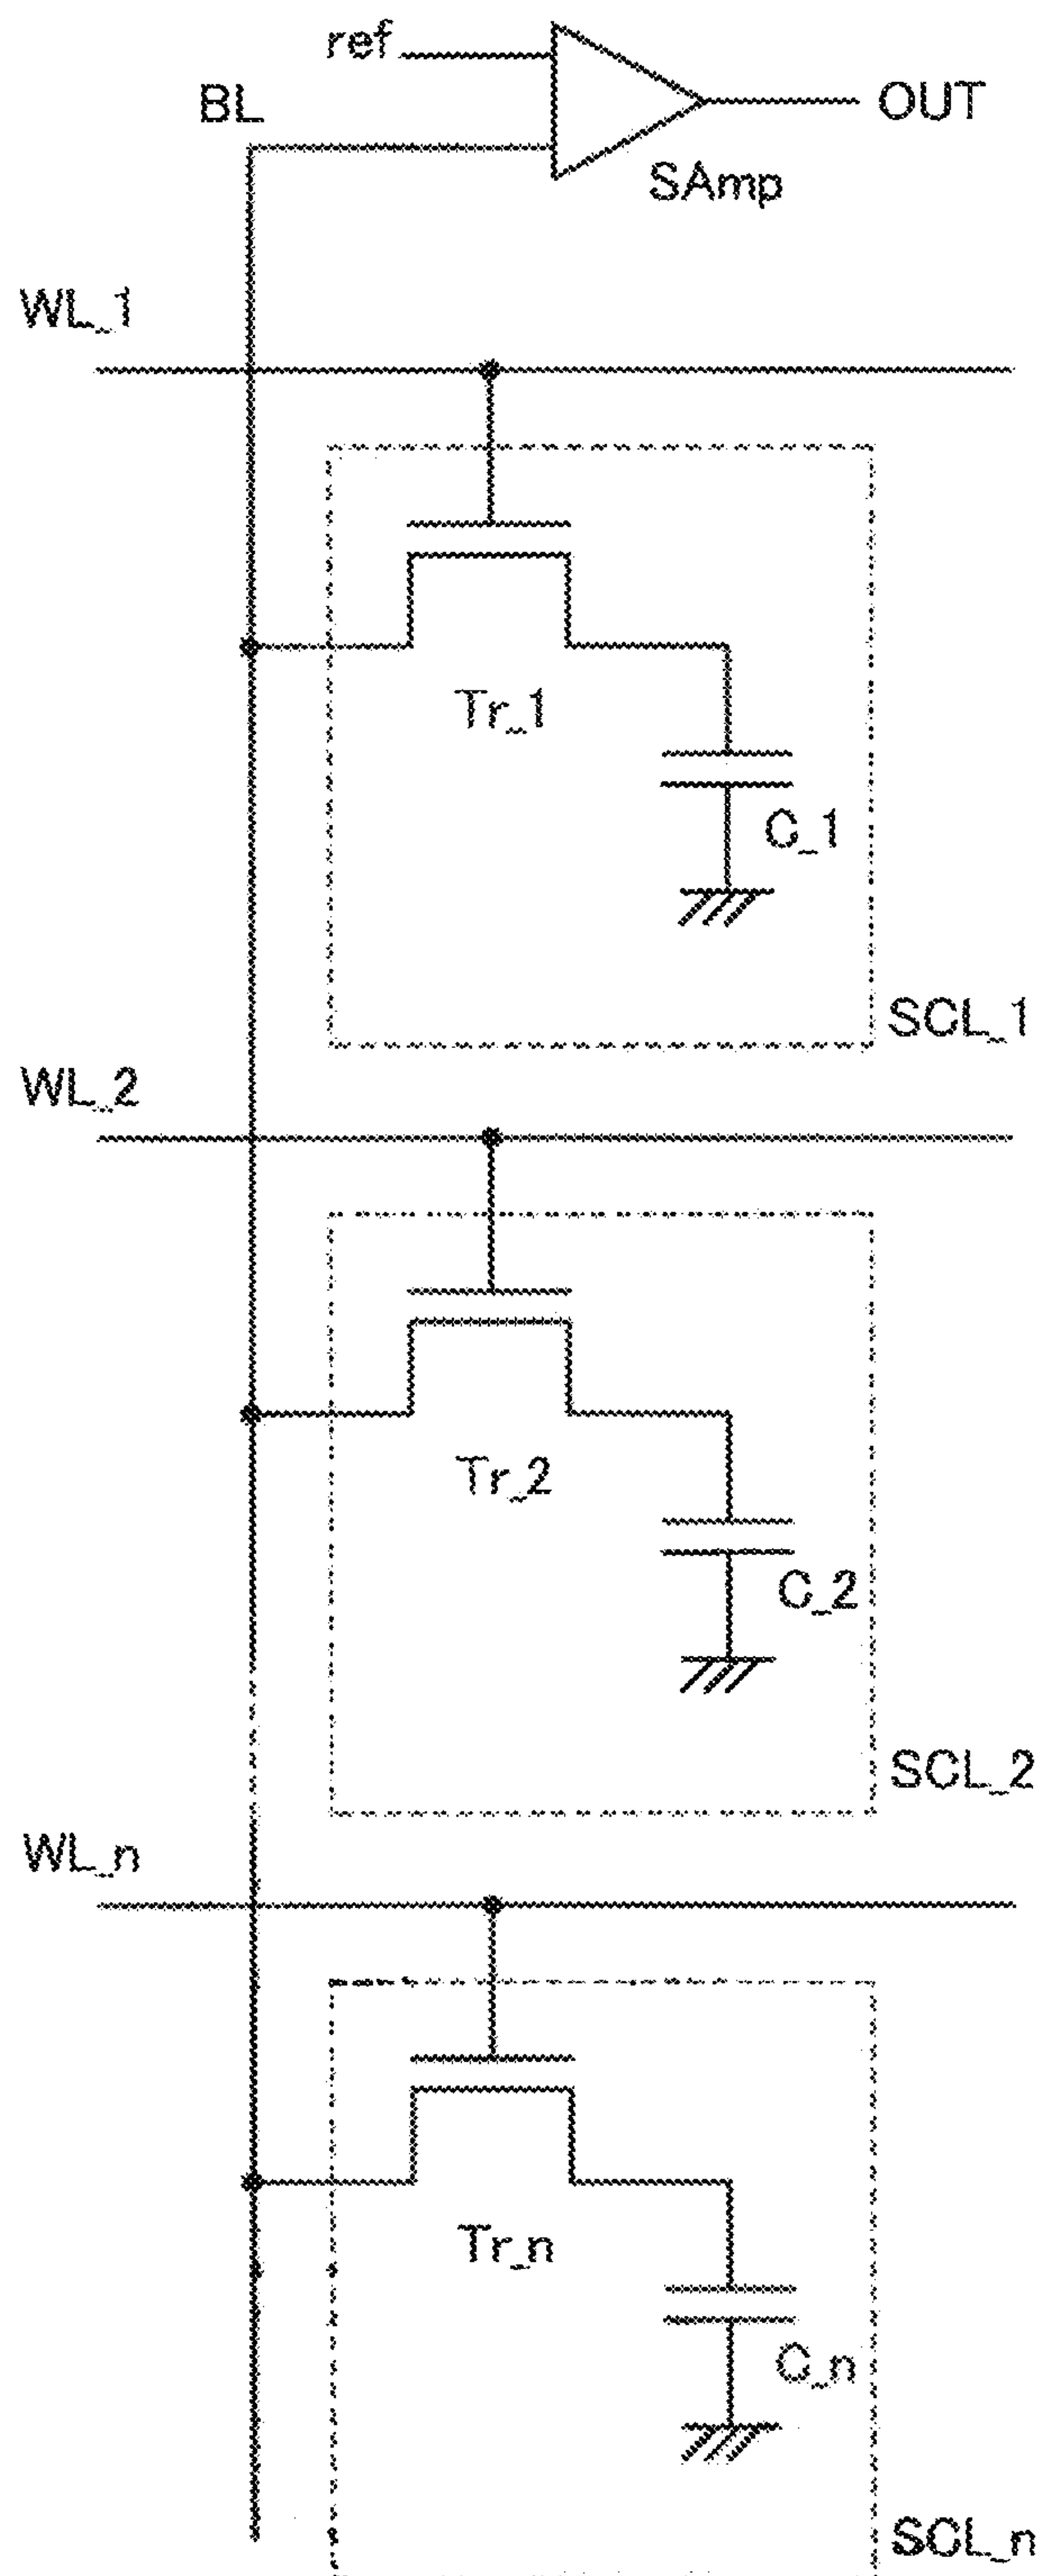 ref
BL
OUT
SAmp
WL_1
Tr_1
C_1
SCL_1
WL_2
Tr_2
C_2
SCL_2
WL_n
Tr_n
C_n
SCL_n